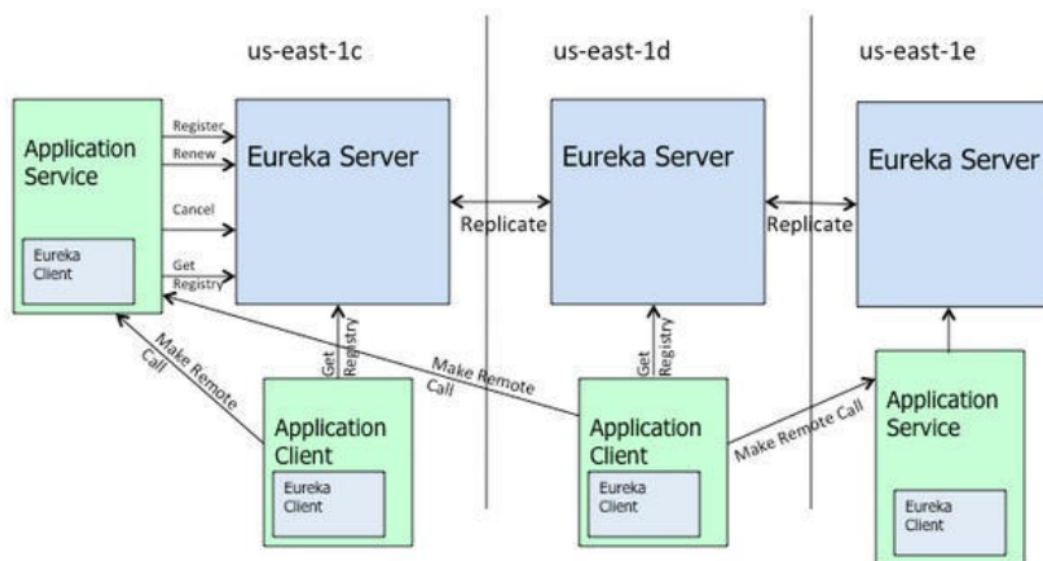 us-east-1c
us-east-1d
us-east-1e
Application
Service
Eureka
Client
Register
Renew
Cancel
Get
Registry
Eureka Server
Replicate
Eureka Server
Replicate
Eureka Server
Make Remote
Call
Get
Registry
Make Remote
Call
Get
Registry
Make Remote Call
Application
Client
Eureka
Client
Application
Client
Eureka
Client
Application
Service
Eureka
Client